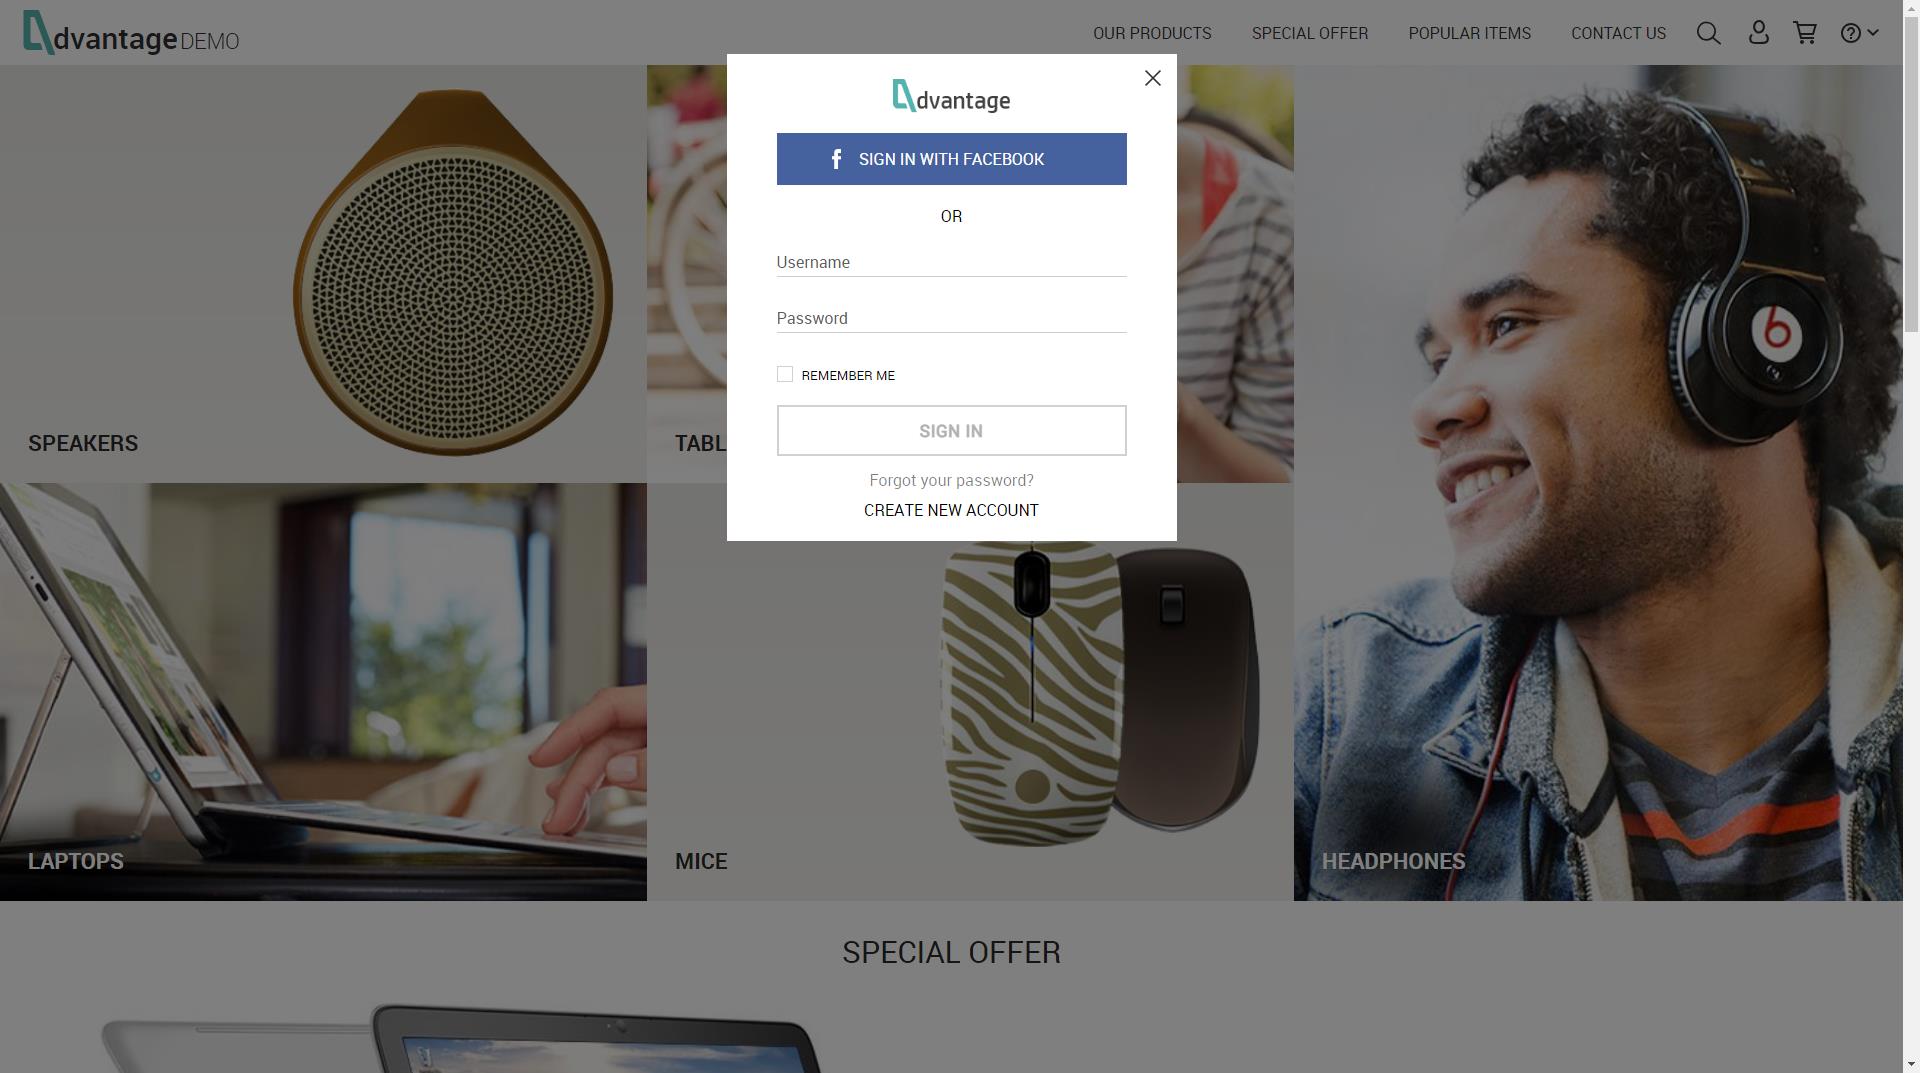 dvantage DEMO
OUR PRODUCTS
SPECIAL OFFER
POPULAR ITEMS
CONTACT US
dvantage
SIGN IN WITH FACEBOOK
OR
Username
Password
REMEMBER ME
SIGN IN
Forgot your password?
CREATE NEW ACCOUNT
SPEAKERS
TABL
LAPTOPS
MICE
HEADPHONES
SPECIAL OFFER